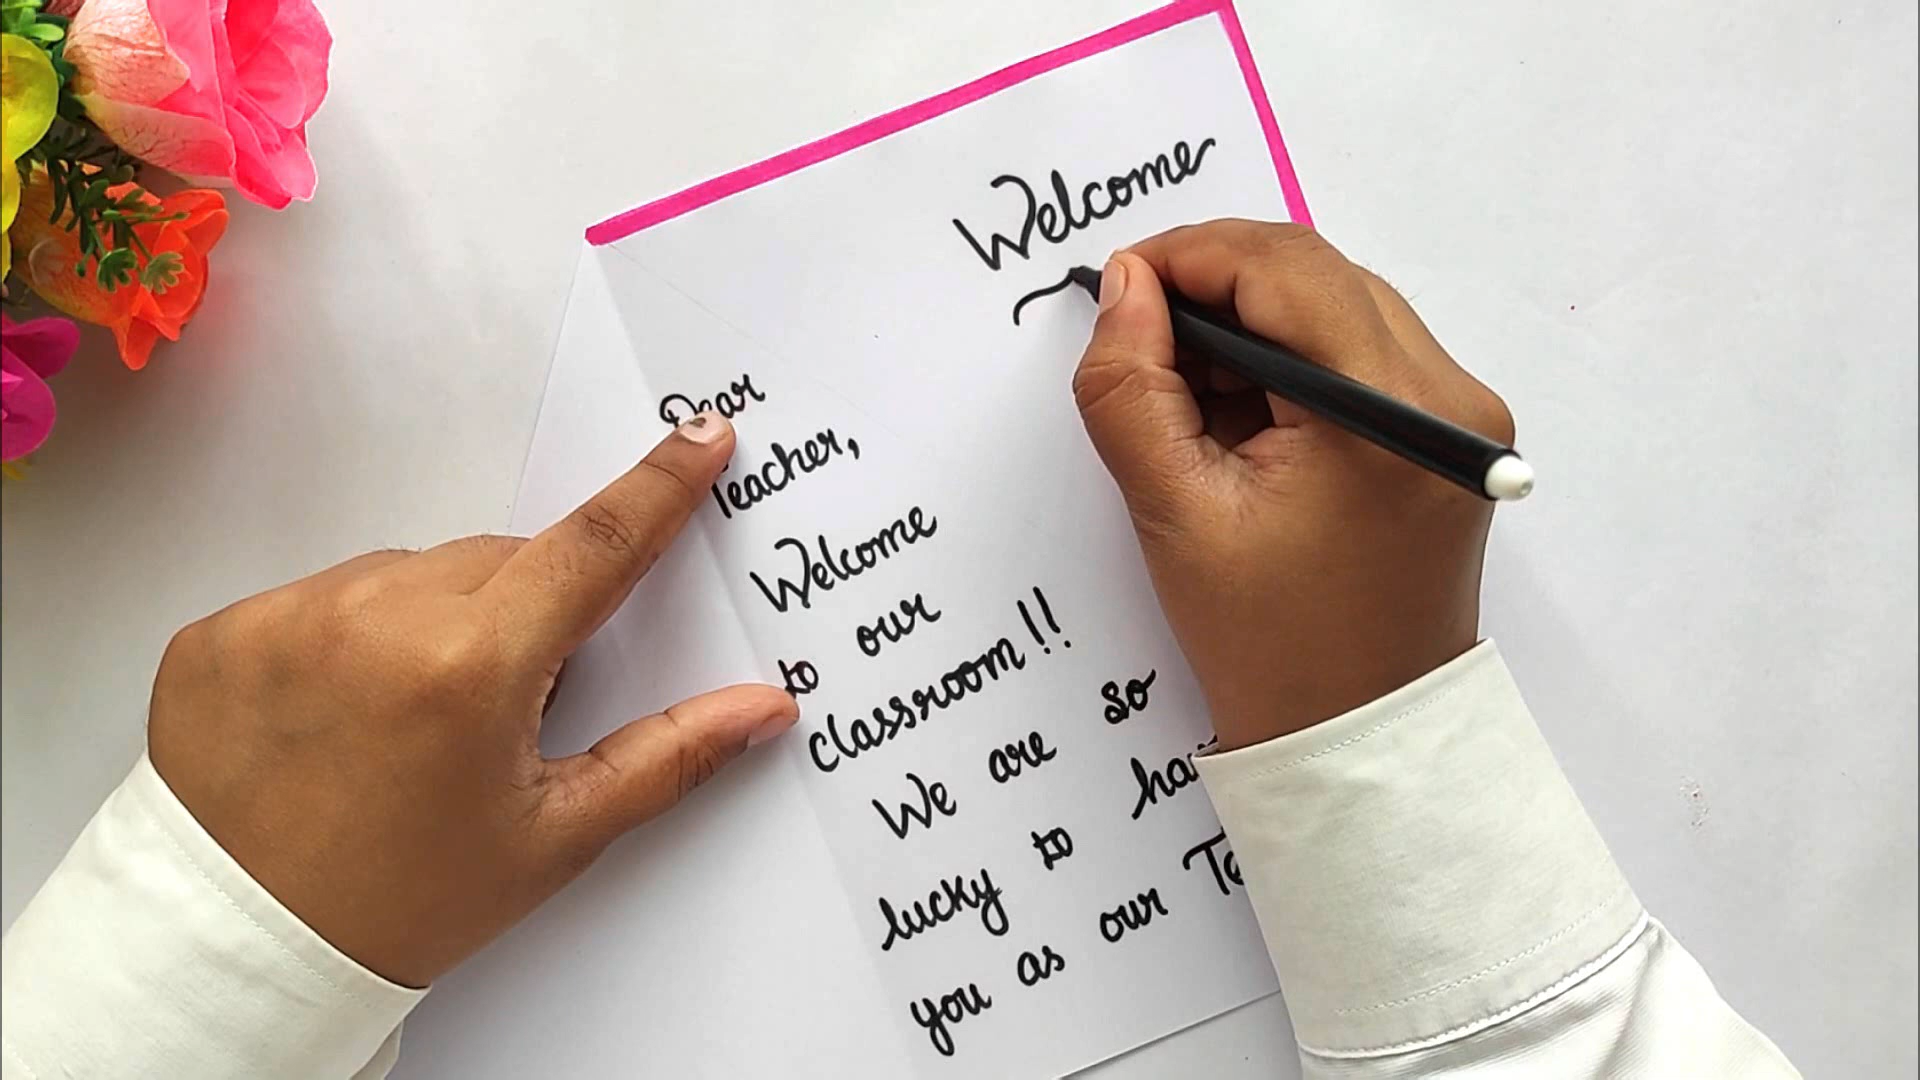 Welcome
Dear
Teacher,
Welcome
to our
classroom!!
We are so
lucky to
you as our